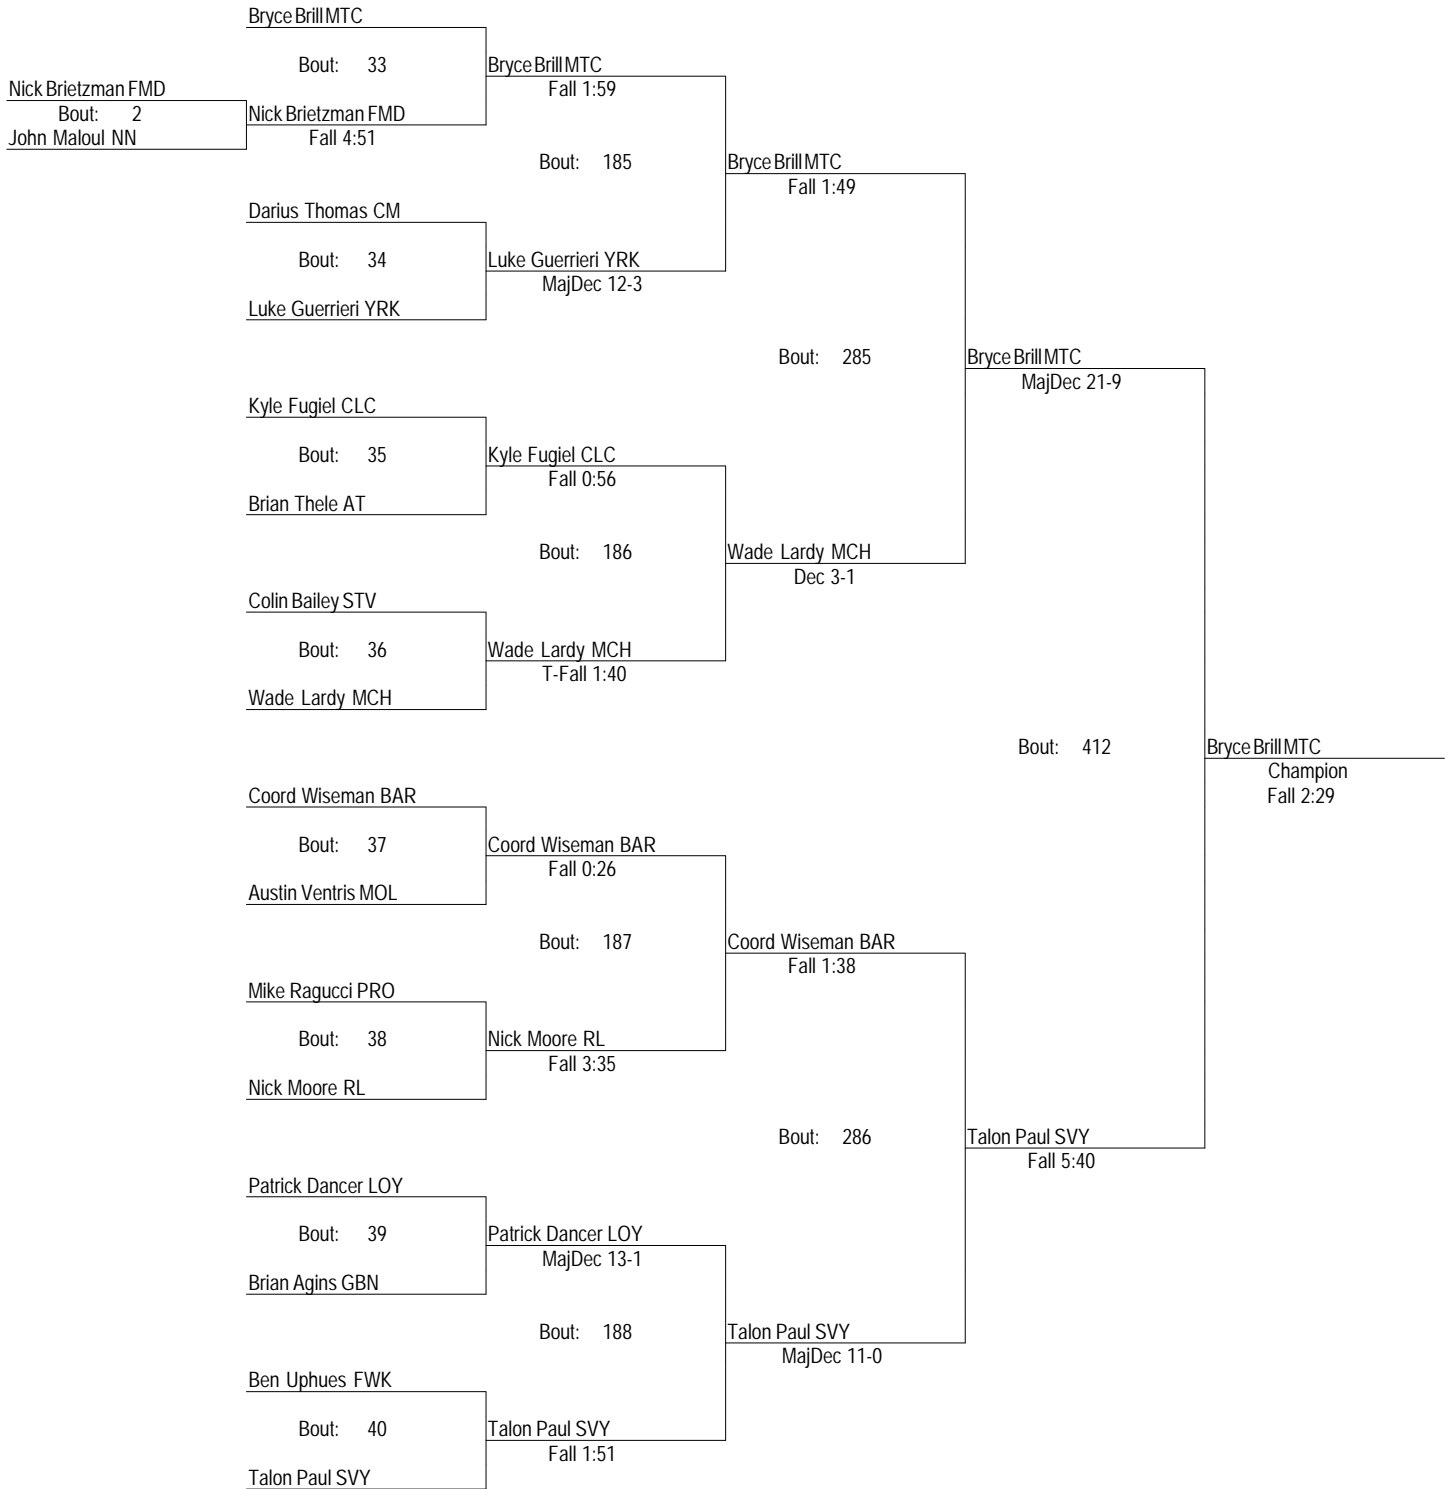 Bryce Brill MTC
Bout: 33
Bryce Brill MTC
Nick Brietzman FMD
Fall 1:59
Bout: 2
Nick Brietzman FMD
John Maloul NN
Fall 4:51
Bout: 185
Bryce Brill MTC
Fall 1:49
Darius Thomas CM
Bout: 34
Luke Guerrieri YRK
MajDec 12-3
Luke Guerrieri YRK
Bout: 285
Bryce Brill MTC
MajDec 21-9
Kyle Fugiel CLC
Bout: 35
Kyle Fugiel CLC
Fall 0:56
Brian Thele AT
Bout: 186
Wade Lardy MCH
Dec 3-1
Colin Bailey STV
Bout: 36
Wade Lardy MCH
T-Fall 1:40
Wade Lardy MCH
Bout: 412
Bryce Brill MTC
Champion
Fall 2:29
Coord Wiseman BAR
Bout: 37
Coord Wiseman BAR
Fall 0:26
Austin Ventris MOL
Bout: 187
Coord Wiseman BAR
Fall 1:38
Mike Ragucci PRO
Bout: 38
Nick Moore RL
Fall 3:35
Nick Moore RL
Bout: 286
Talon Paul SVY
Fall 5:40
Patrick Dancer LOY
Bout: 39
Patrick Dancer LOY
MajDec 13-1
Brian Agins GBN
Bout: 188
Talon Paul SVY
MajDec 11-0
Ben Uphues FWK
Bout: 40
Talon Paul SVY
Fall 1:51
Talon Paul SVY